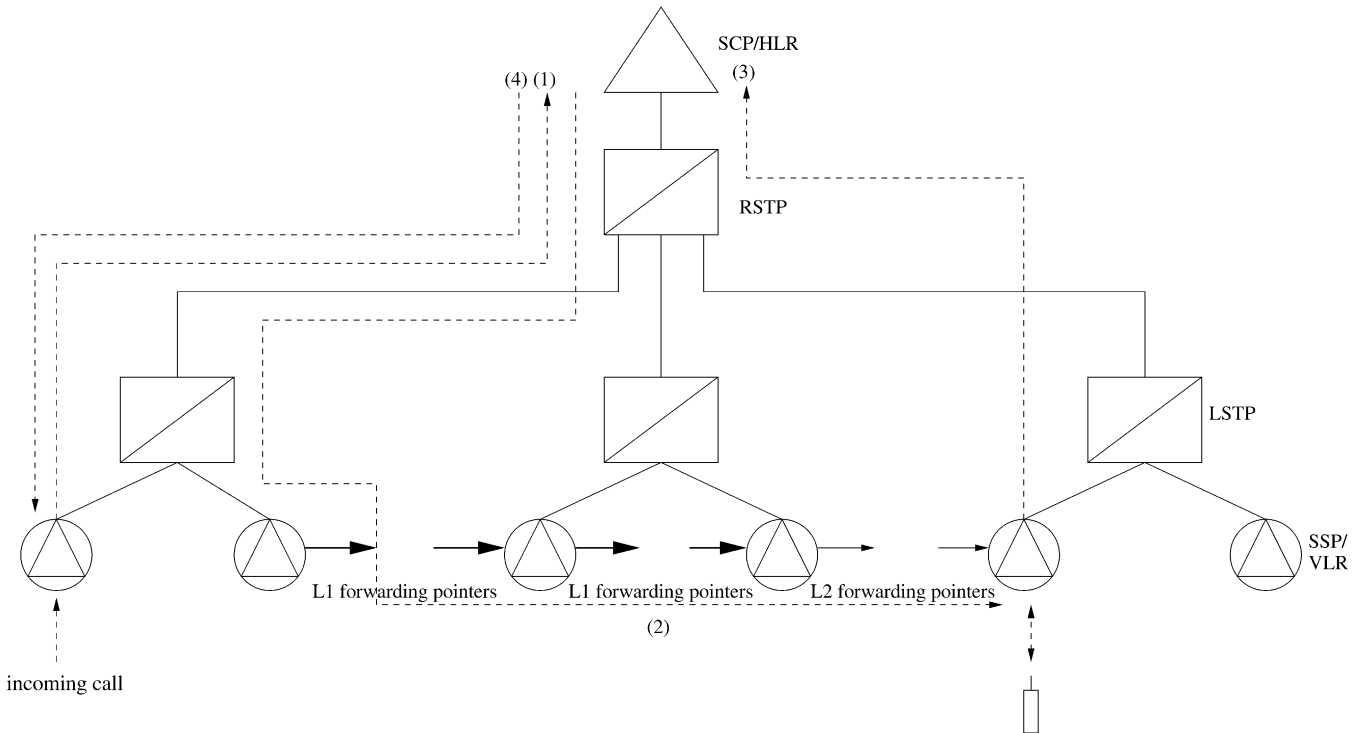 SCP/HLR
(4) (1)
(3)
RSTP
LSTP
SSP/
VLR
L1 forwarding pointers
L1 forwarding pointers
L2 forwarding pointers
(2)
incoming call